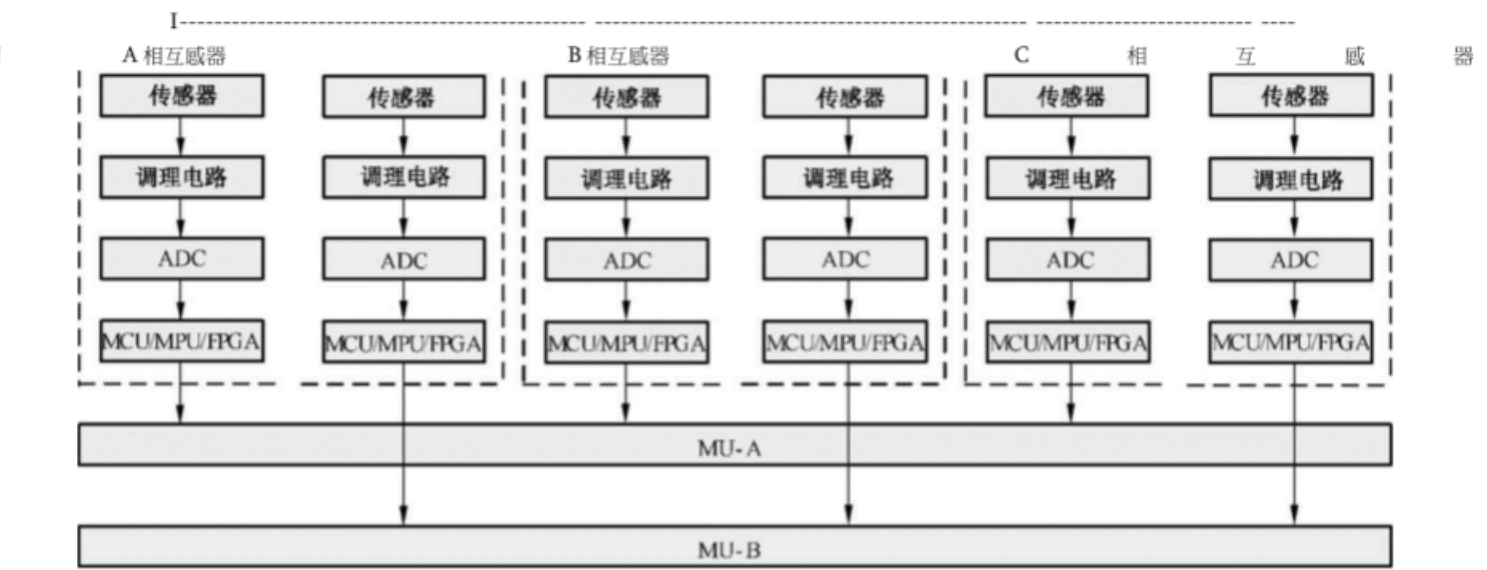 I
A 相互感器 B 相互感器 C 相 互 感 器
传感器 传感器 传感器 传感器 传感器 传感器
调理电路 调理电路 调理电路 调理电路 调理电路 调理电路
ADC ADC ADC ADC ADC ADC
MCU/MPU/FPGA MCU/MPU/FPGA MCU/MPU/FPGA MCU/MPU/FPGA MCU/MPU/FPGA MCU/MPU/FPGA
MU-A
MU-B